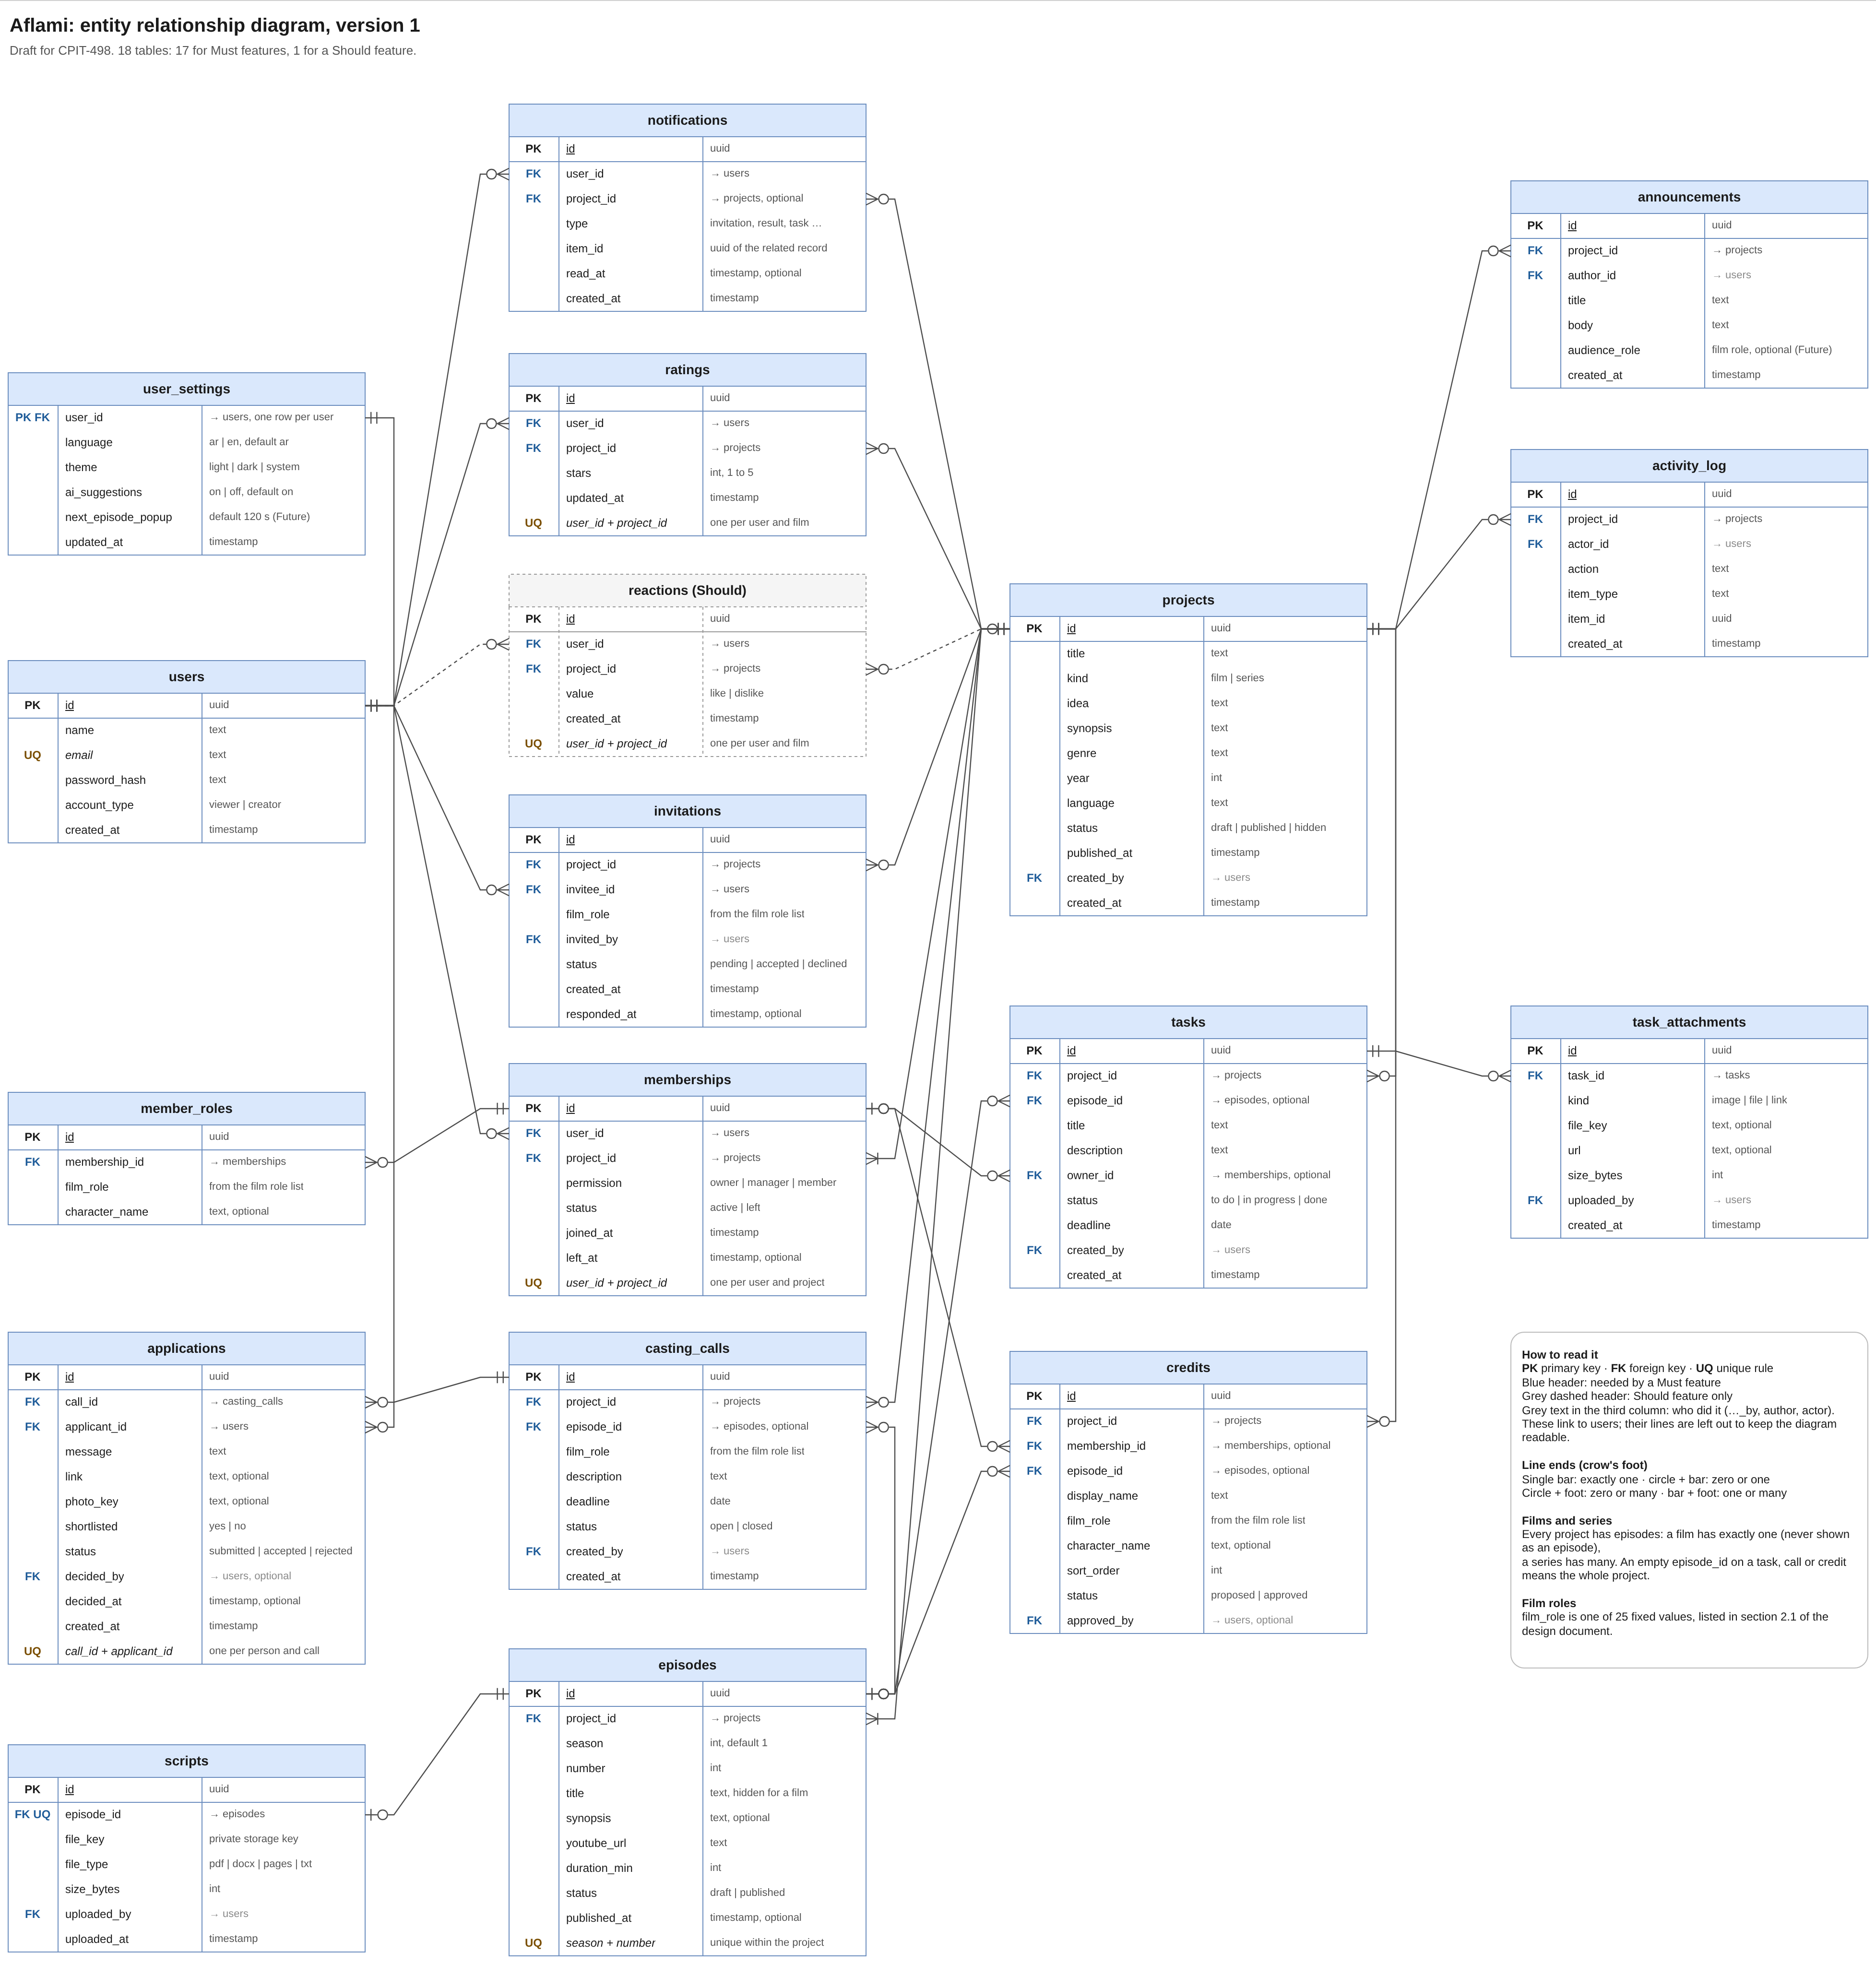 Aflami: entity relationship diagram, version 1
Draft for CPIT-498. 18 tables: 17 for Must features, 1 for a Should feature.
user_settings
PK FK user_id → users, one row per user
language ar | en, default ar
theme light | dark | system
ai_suggestions on | off, default on
next_episode_popup default 120 s (Future)
updated_at timestamp
users
PK id uuid
name text
UQ email text
password_hash text
account_type viewer | creator
created_at timestamp
member_roles
PK id uuid
FK membership_id → memberships
film_role from the film role list
character_name text, optional
applications
PK id uuid
FK call_id → casting_calls
FK applicant_id → users
message text
link text, optional
photo_key text, optional
shortlisted yes | no
status submitted | accepted | rejected
FK decided_by → users, optional
decided_at timestamp, optional
created_at timestamp
UQ call_id + applicant_id one per person and call
scripts
PK id uuid
FK UQ episode_id → episodes
file_key private storage key
file_type pdf | docx | pages | txt
size_bytes int
FK uploaded_by → users
uploaded_at timestamp
notifications
PK id uuid
FK user_id → users
FK project_id → projects, optional
type invitation, result, task …
item_id uuid of the related record
read_at timestamp, optional
created_at timestamp
ratings
PK id uuid
FK user_id → users
FK project_id → projects
stars int, 1 to 5
updated_at timestamp
UQ user_id + project_id one per user and film
reactions (Should)
PK id uuid
FK user_id → users
FK project_id → projects
value like | dislike
created_at timestamp
UQ user_id + project_id one per user and film
invitations
PK id uuid
FK project_id → projects
FK invitee_id → users
film_role from the film role list
FK invited_by → users
status pending | accepted | declined
created_at timestamp
responded_at timestamp, optional
memberships
PK id uuid
FK user_id → users
FK project_id → projects
permission owner | manager | member
status active | left
joined_at timestamp
left_at timestamp, optional
UQ user_id + project_id one per user and project
casting_calls
PK id uuid
FK project_id → projects
FK episode_id → episodes, optional
film_role from the film role list
description text
deadline date
status open | closed
FK created_by → users
created_at timestamp
episodes
PK id uuid
FK project_id → projects
season int, default 1
number int
title text, hidden for a film
synopsis text, optional
youtube_url text
duration_min int
status draft | published
published_at timestamp, optional
UQ season + number unique within the project
projects
PK id uuid
title text
kind film | series
idea text
synopsis text
genre text
year int
language text
status draft | published | hidden
published_at timestamp
FK created_by → users
created_at timestamp
tasks
PK id uuid
FK project_id → projects
FK episode_id → episodes, optional
title text
description text
FK owner_id → memberships, optional
status to do | in progress | done
deadline date
FK created_by → users
created_at timestamp
credits
PK id uuid
FK project_id → projects
FK membership_id → memberships, optional
FK episode_id → episodes, optional
display_name text
film_role from the film role list
character_name text, optional
sort_order int
status proposed | approved
FK approved_by → users, optional
announcements
PK id uuid
FK project_id → projects
FK author_id → users
title text
body text
audience_role film role, optional (Future)
created_at timestamp
activity_log
PK id uuid
FK project_id → projects
FK actor_id → users
action text
item_type text
item_id uuid
created_at timestamp
task_attachments
PK id uuid
FK task_id → tasks
kind image | file | link
file_key text, optional
url text, optional
size_bytes int
FK uploaded_by → users
created_at timestamp
How to read it
PK primary key · FK foreign key · UQ unique rule
Blue header: needed by a Must feature
Grey dashed header: Should feature only
Grey text in the third column: who did it (…_by, author, actor).
These link to users; their lines are left out to keep the diagram
readable.
Line ends (crow's foot)
Single bar: exactly one · circle + bar: zero or one
Circle + foot: zero or many · bar + foot: one or many
Films and series
Every project has episodes: a film has exactly one (never shown
as an episode),
a series has many. An empty episode_id on a task, call or credit
means the whole project.
Film roles
film_role is one of 25 fixed values, listed in section 2.1 of the
design document.